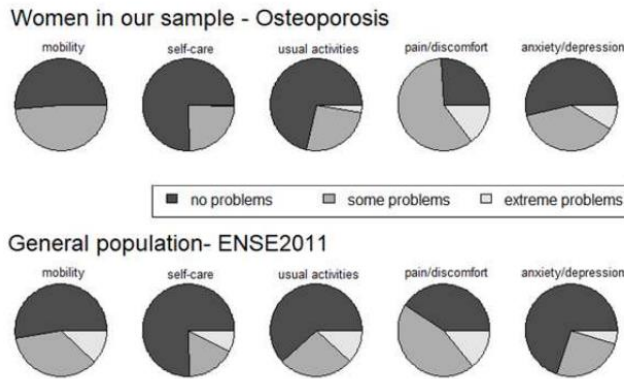 Women in our sample - Osteoporosis
mobility self-care usual activities pain/discomfort anxiety/depression
no problems some problems extreme problems
General population- ENSE2011
mobility self-care usual activities pain/discomfort anxiety/depression